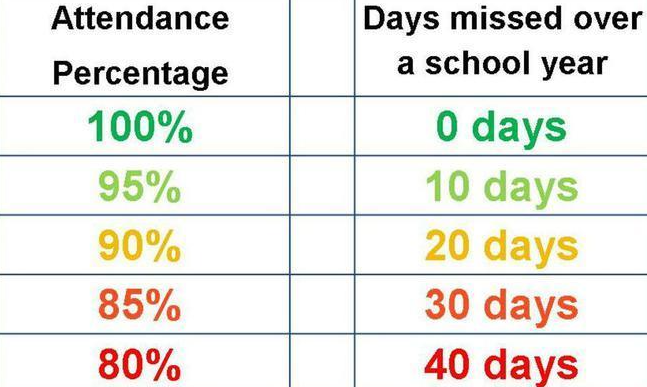 Attendance Percentage
Days missed over a school year
100% 0 days
95% 10 days
90% 20 days
85% 30 days
80% 40 days